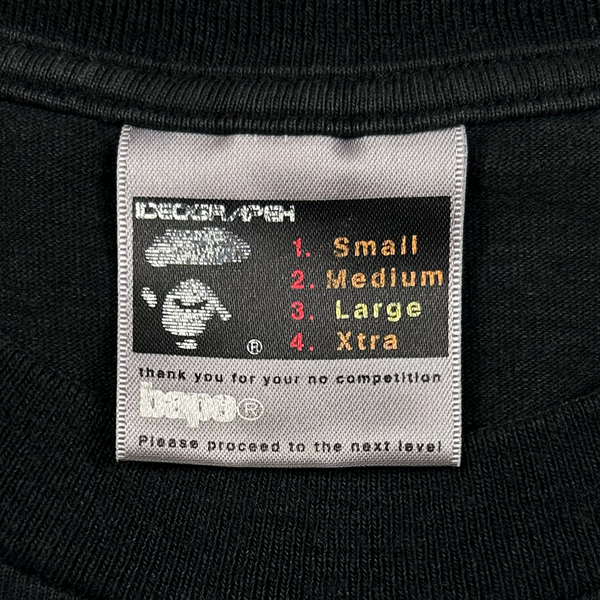 IDEOGRAPEH
1. Small
2. Medium
3. Large
4. Xtra
®
thank you for your no competition
bape®
Please proceed to the next level